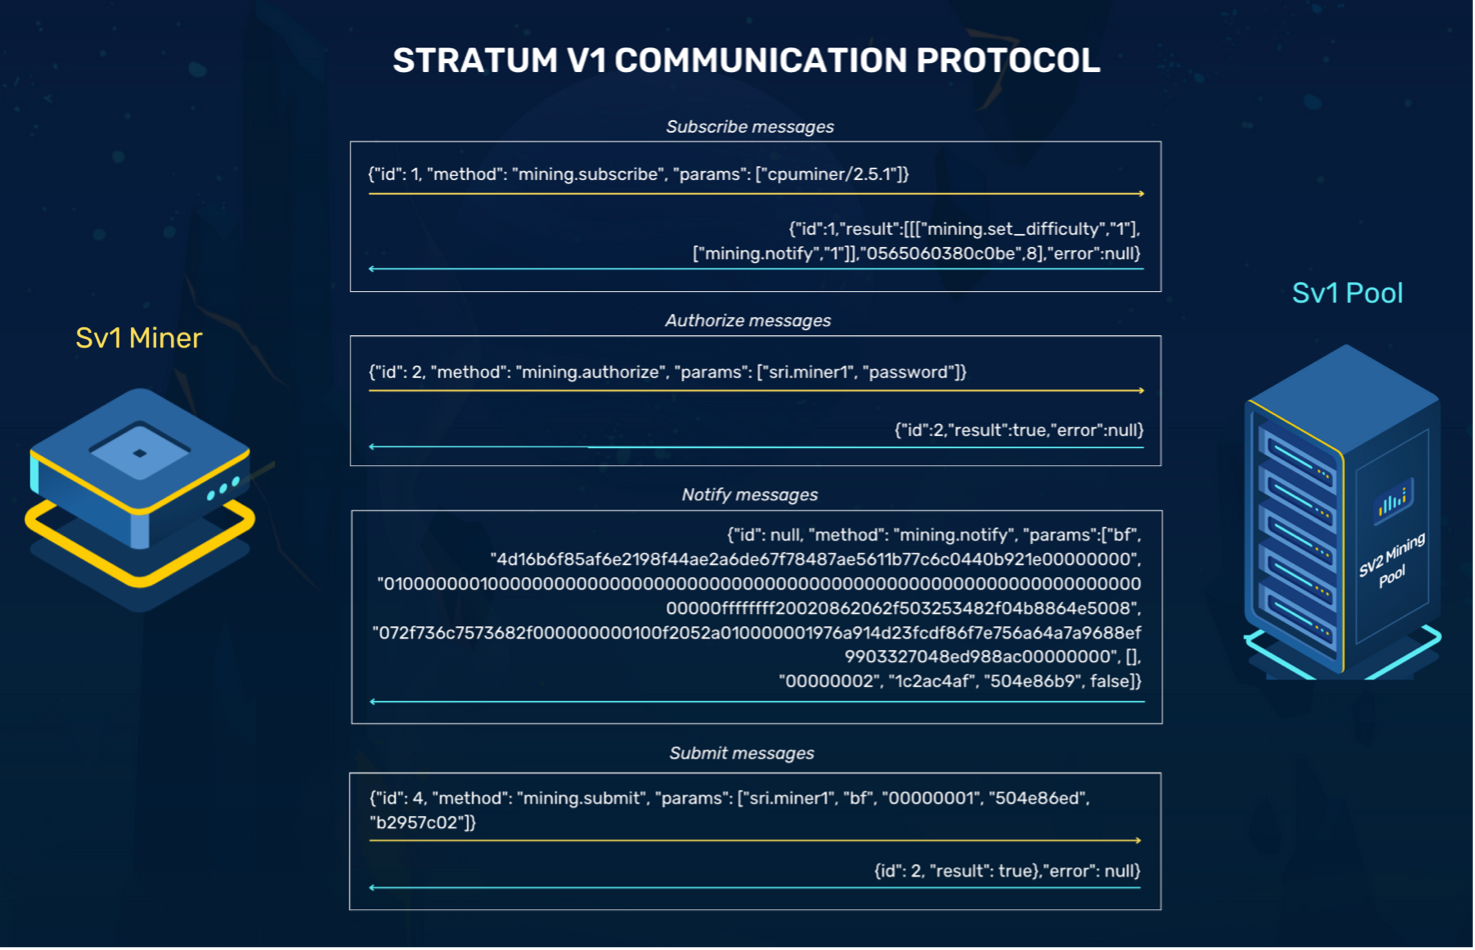 STRATUM V1 COMMUNICATION PROTOCOL
Subscribe messages
{"id": 1, "method": "mining.subscribe", "params": ["cpuminer/2.5.1"]}
{"id":1,"result":[[["mining.set_difficulty","1"],
["mining.notify","1"]],"0565060380c0be",8],"error":null}
Sv1 Miner
Sv1 Pool
Authorize messages
{"id": 2, "method": "mining.authorize", "params": ["sri.miner1", "password"]}
{"id":2,"result":true,"error":null}
Notify messages
{"id": null, "method": "mining.notify", "params":["bf",
"4d16b6f85af6e2198f44ae2a6de67f78487ae5611b77c6c0440b921e00000000",
"01000000010000000000000000000000000000000000000000000000000000000000
00000ffffffff20020862062f503253482f04b8864e5008",
"072f736c7573682f000000000100f2052a010000001976a914d23fcdf86f7e756a64a7a9688ef
9903327048ed988ac00000000", [],
"00000002", "1c2ac4af", "504e86b9", false]}
SV2 Mining
Pool
Submit messages
{"id": 4, "method": "mining.submit", "params": ["sri.miner1", "bf", "00000001", "504e86ed",
"b2957c02"]}
{id": 2, "result": true},"error": null}